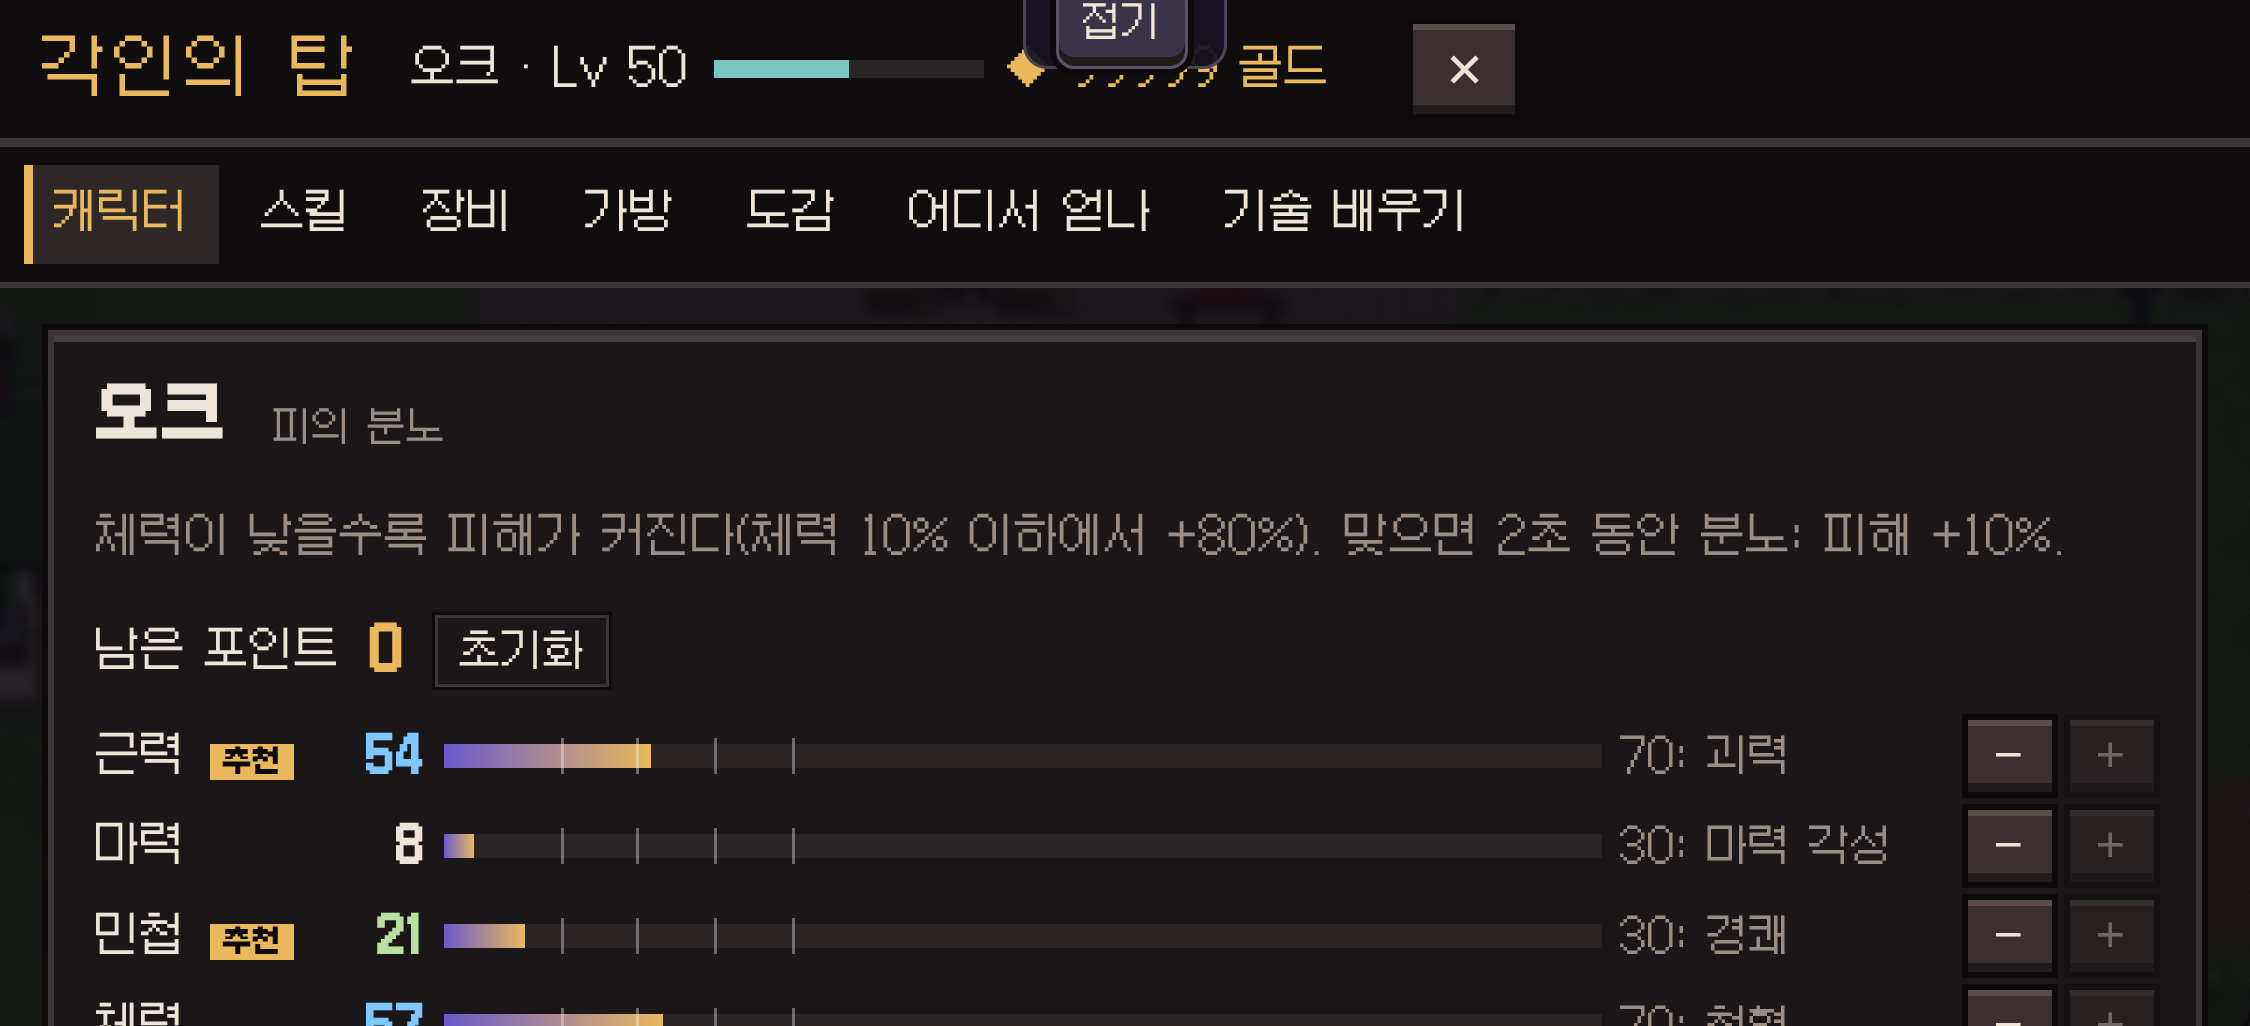 접기
각인의 탑 오크 · Lv 50 골드 ×
캐릭터 스킬 장비 가방 도감 어디서 얻나 기술 배우기
오크 피의 분노
체력이 낮을수록 피해가 커진다(체력 10% 이하에서 +80%). 맞으면 2초 동안 분노: 피해 +10%.
남은 포인트 0 초기화
근력 추천 54 70: 괴력 − +
마력 8 30: 마력 각성 − +
민첩 추천 21 30: 경쾌 − +
체력 57 70: − +